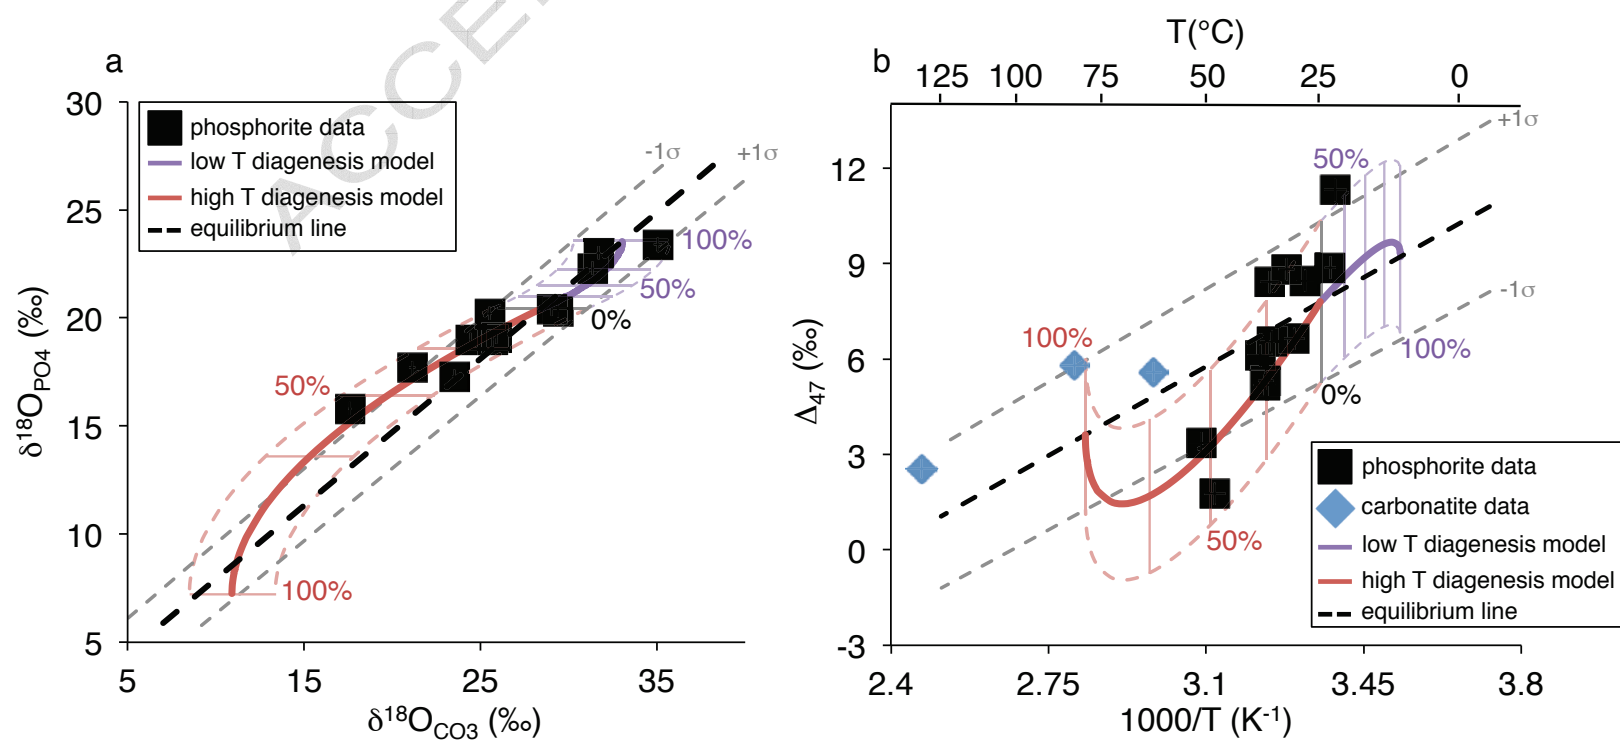 ACCE
a
30
25
20
15
10
5
δ18OPO4 (‰)
phosphorite data
low T diagenesis model
high T diagenesis model
equilibrium line
-1σ
+1σ
100%
50%
0%
50%
100%
5
15
25
35
δ18OCO3 (‰)
b
T(°C)
125
100
75
50
25
0
12
9
6
3
0
-3
Δ47 (‰)
+1σ
50%
-1σ
100%
100%
0%
50%
phosphorite data
carbonatite data
low T diagenesis model
high T diagenesis model
equilibrium line
2.4
2.75
3.1
3.45
3.8
1000/T (K-1)